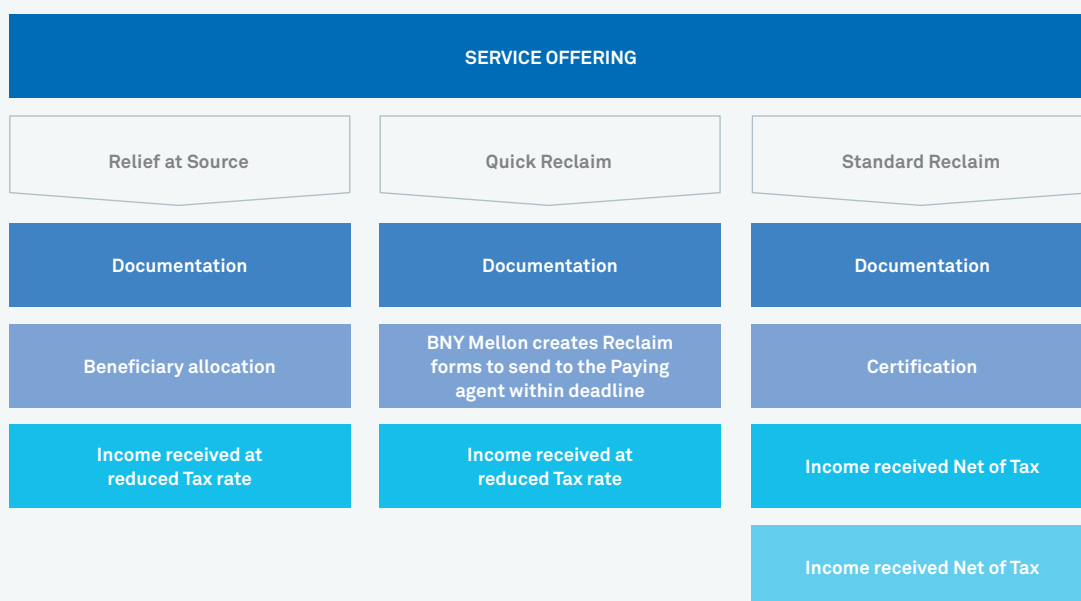 SERVICE OFFERING
Relief at Source
Quick Reclaim
Standard Reclaim
Documentation
Documentation
Documentation
Beneficiary allocation
BNY Mellon creates Reclaim
forms to send to the Paying
agent within deadline
Certification
Income received at
reduced Tax rate
Income received at
reduced Tax rate
Income received Net of Tax
Income received Net of Tax